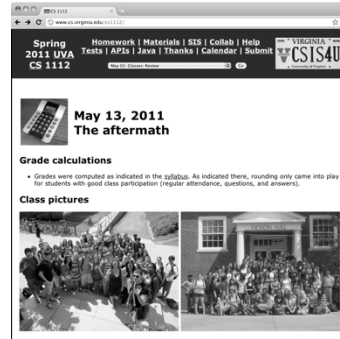 CS 1112
www.cs.virginia.edu/cs1112/
Spring
2011 UVA
CS 1112
Homework | Materials | SIS | Collab | Help
Tests | APIs | Java | Thanks | Calendar | Submit
May 02: Classes: Review
Go
VIRGINIA
CSIS4U
University of Virginia
May 13, 2011
The aftermath
Grade calculations
Grades were computed as indicated in the syllabus. As indicated there, rounding only came into play
for students with good class participation (regular attendance, questions, and answers).
Class pictures